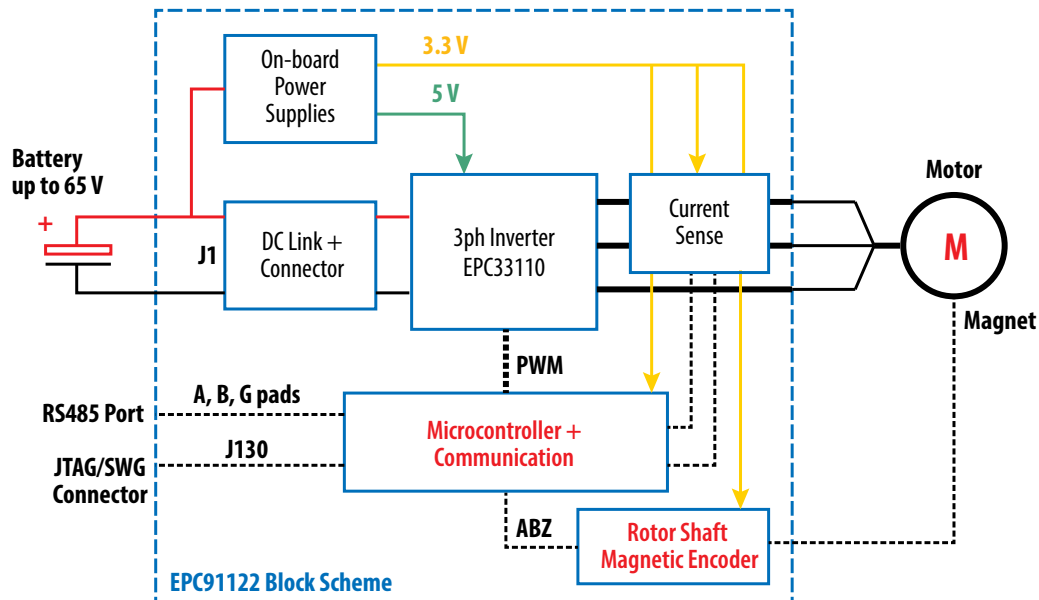 On-board
Power
Supplies
3.3 V
5 V
Battery
up to 65 V
+
J1
DC Link +
Connector
3ph Inverter
EPC33110
Current
Sense
Motor
M
Magnet
PWM
RS485 Port
A, B, G pads
JTAG/SWG
Connector
J130
Microcontroller +
Communication
ABZ
Rotor Shaft
Magnetic Encoder
EPC91122 Block Scheme